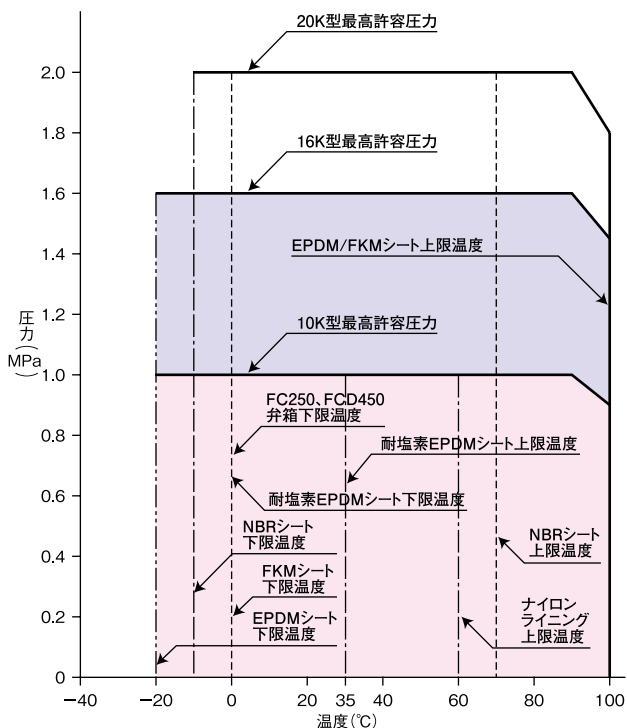 20K型最高許容圧力
2.0
1.8
16K型最高許容圧力
1.6
1.4
EPDM/FKMシート上限温度
1.2
圧力(MPa)
10K型最高許容圧力
1.0
FC250、FCD450
弁箱下限温度
0.8
耐塩素EPDMシート上限温度
0.6
耐塩素EPDMシート下限温度
NBRシート
下限温度
NBRシート
上限温度
0.4
FKMシート
下限温度
ナイロン
ライニング
上限温度
0.2
EPDMシート
下限温度
0
−40 −20 0 20 35 40 60 80 100
温度(℃)